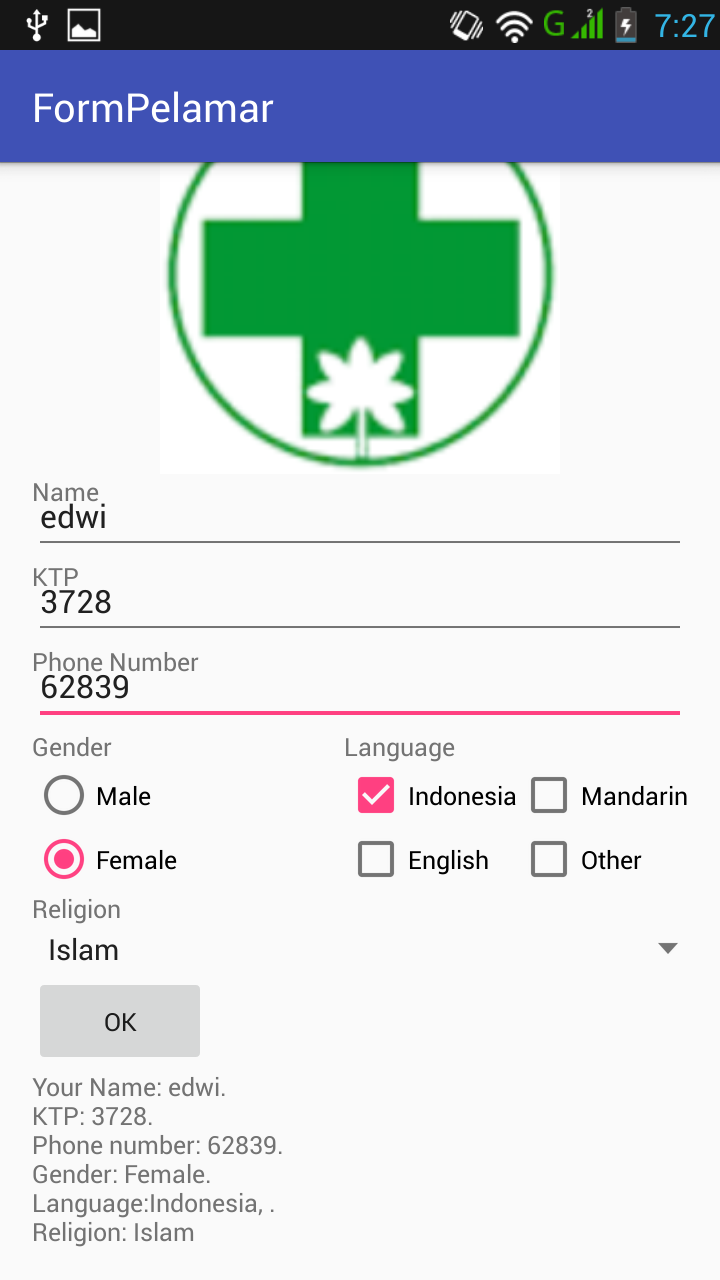 G 2 7:27
FormPelamar
Name
edwi
KTP
3728
Phone Number
62839
Gender Language
Male Indonesia Mandarin
Female English Other
Religion
Islam
OK
Your Name: edwi.
KTP: 3728.
Phone number: 62839.
Gender: Female.
Language:Indonesia, .
Religion: Islam